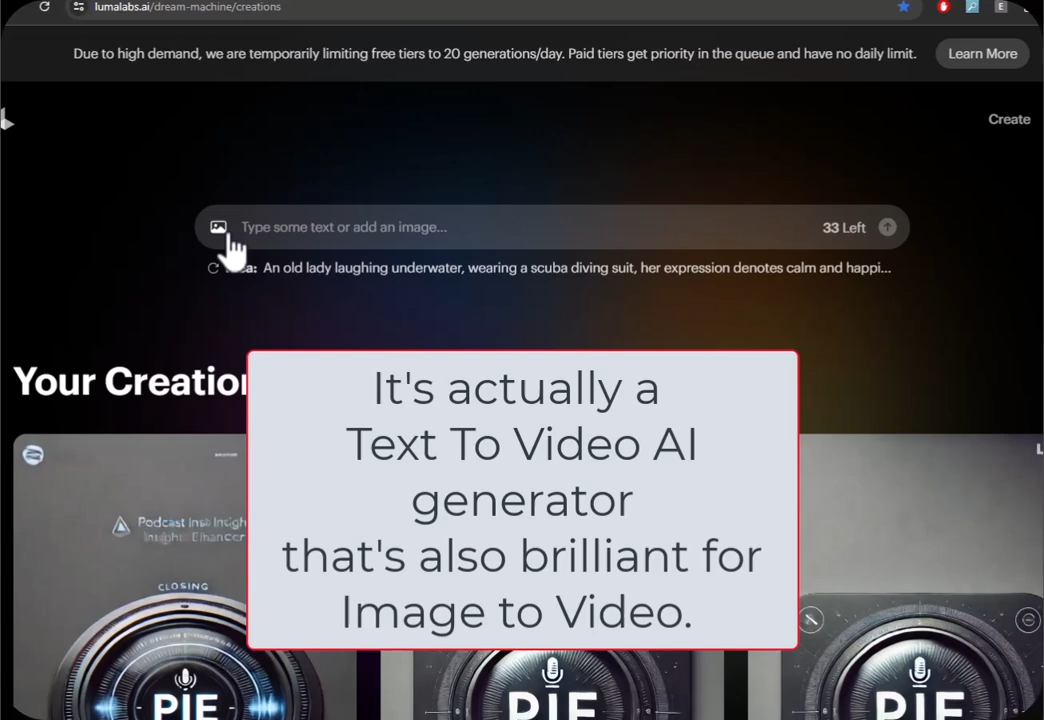 lumalabs.ai/dream-machine/creations
E
Due to high demand, we are temporarily limiting free tiers to 20 generations/day. Paid tiers get priority in the queue and have no daily limit.
Learn More
Create
Type some text or add an image...
33 Left
An old lady laughing underwater, wearing a scuba diving suit, her expression denotes calm and happi...
Your Creation
It's actually a
Text To Video AI
generator
that's also brilliant for
Image to Video.
Podcast
CLOSING
PIE
PIE
PIE